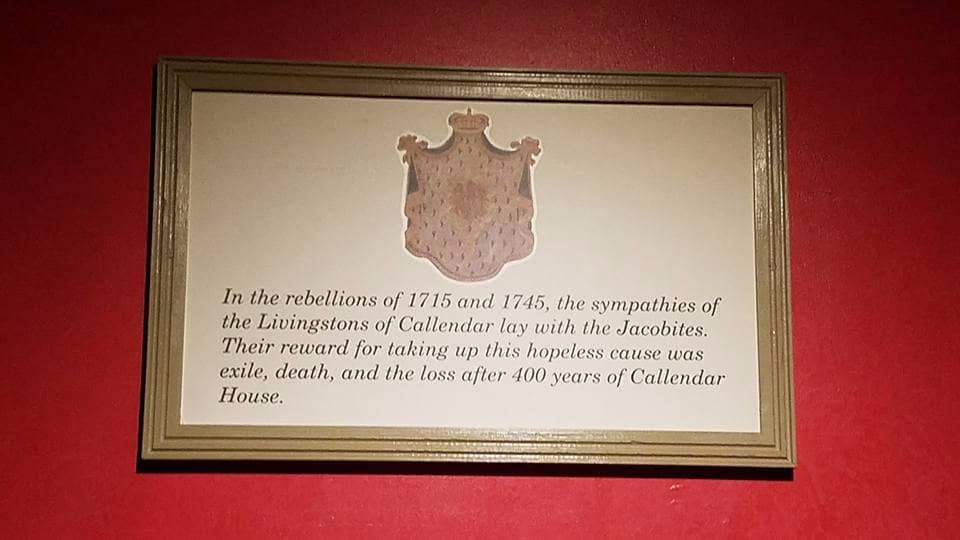 In the rebellions of 1715 and 1745, the sympathies of
the Livingstons of Callendar lay with the Jacobites.
Their reward for taking up this hopeless cause was
exile, death, and the loss after 400 years of Callendar
House.